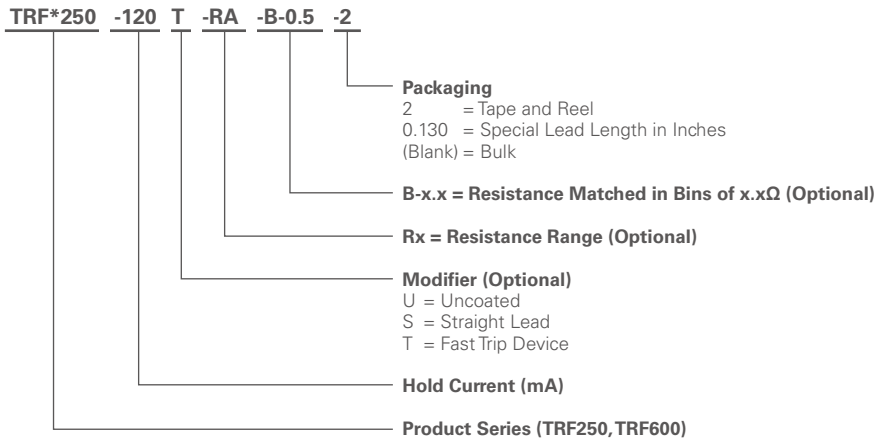 TRF*250 -120 T -RA -B-0.5 -2
Packaging
2 = Tape and Reel
0.130 = Special Lead Length in Inches
(Blank) = Bulk
B-x.x = Resistance Matched in Bins of x.xΩ (Optional)
Rx = Resistance Range (Optional)
Modifier (Optional)
U = Uncoated
S = Straight Lead
T = Fast Trip Device
Hold Current (mA)
Product Series (TRF250, TRF600)